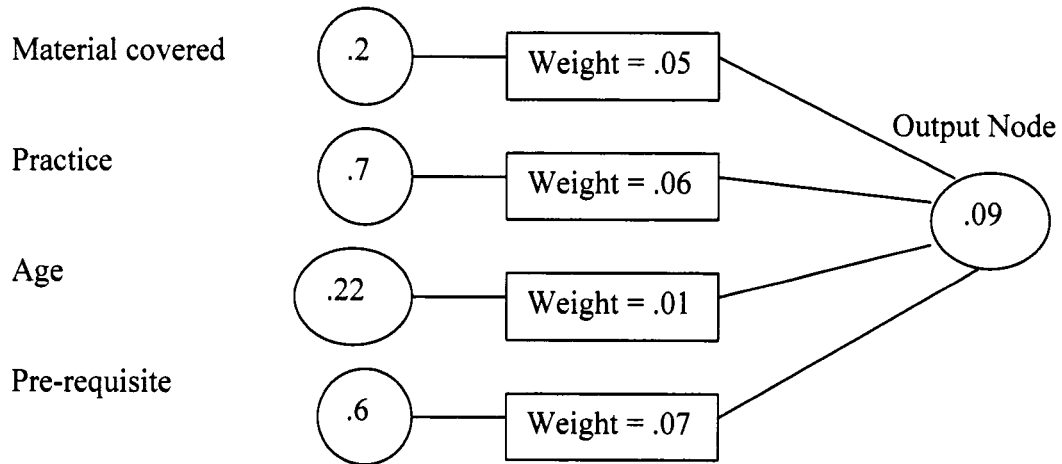 Material covered
.2
Weight = .05
Output Node
Practice
.7
Weight = .06
.09
Age
.22
Weight = .01
Pre-requisite
.6
Weight = .07